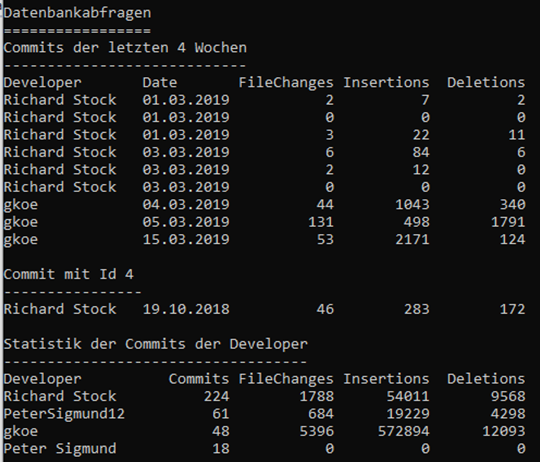 Datenbankabfragen
=================
Commits der letzten 4 Wochen
----------------------------
Developer Date FileChanges Insertions Deletions
Richard Stock 01.03.2019 2 7 2
Richard Stock 01.03.2019 0 0 0
Richard Stock 01.03.2019 3 22 11
Richard Stock 03.03.2019 6 84 6
Richard Stock 03.03.2019 2 12 0
Richard Stock 03.03.2019 0 0 0
gkoe 04.03.2019 44 1043 340
gkoe 05.03.2019 131 498 1791
gkoe 15.03.2019 53 2171 124
Commit mit Id 4
----------------
Richard Stock 19.10.2018 46 283 172
Statistik der Commits der Developer
-----------------------------------
Developer Commits FileChanges Insertions Deletions
Richard Stock 224 1788 54011 9568
PeterSigmund12 61 684 19229 4298
gkoe 48 5396 572894 12093
Peter Sigmund 18 0 0 0